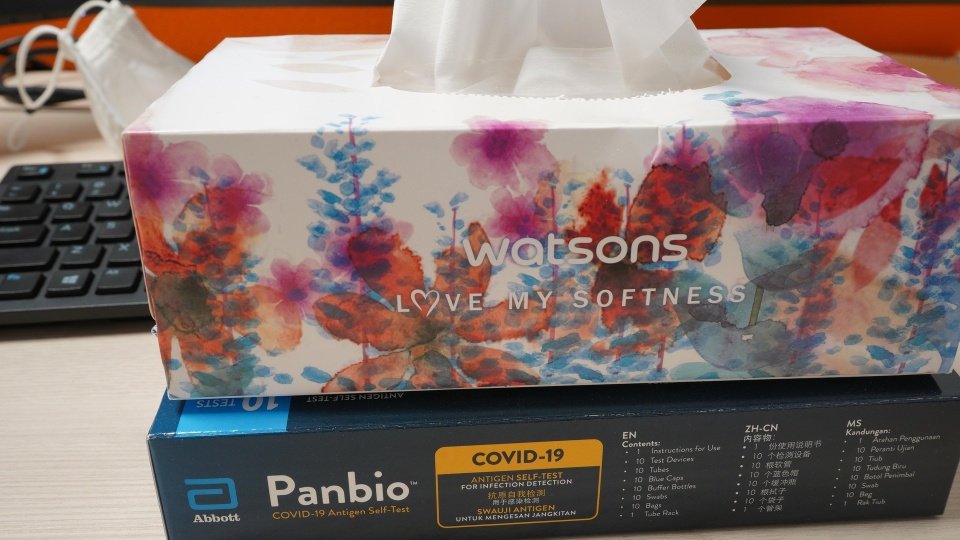 watsons
LOVE MY SOFTNESS
10
TESTS
ANTIGEN SELF-TEST
Abbott
Panbio™
COVID-19 Antigen Self-Test
COVID-19
ANTIGEN SELF-TEST
FOR INFECTION DETECTION
抗原自我检测
用于感染检测
SWAUJI ANTIGEN
UNTUK MENGESAN JANGKITAN
EN
Contents:
• 1 Instructions for Use
• 10 Test Devices
• 10 Tubes
• 10 Blue Caps
• 10 Buffer Bottles
• 10 Swabs
• 10 Bags
• 1 Tube Rack
ZH-CN
内容物:
• 1 份使用说明书
• 10 个检测设备
• 10 根软管
• 10 个蓝色帽
• 10 个缓冲瓶
• 10 根拭子
• 10 个袋子
• 1 个管架
MS
Kandungan:
• 1 Arahan Penggunaan
• 10 Peranti Ujian
• 10 Tiub
• 10 Tudung Biru
• 10 Botol Penimbal
• 10 Swab
• 10 Beg
• 1 Rak Tiub